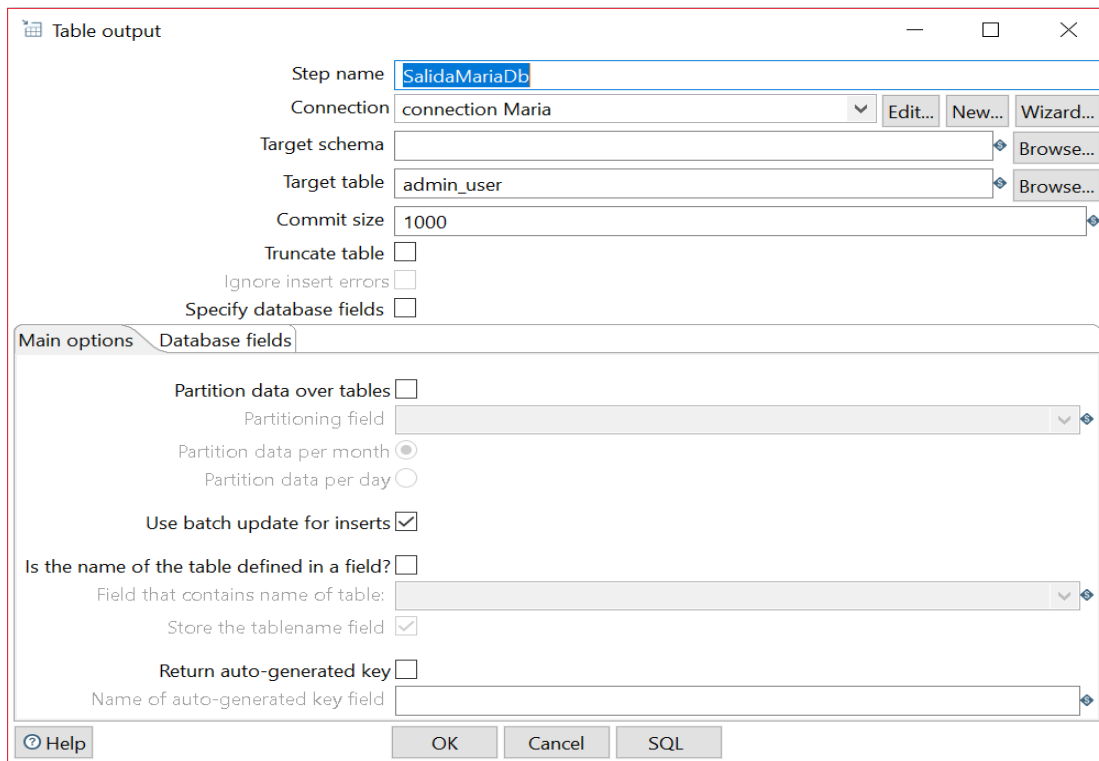 Table output
Step name SalidaMariaDb
Connection connection Maria Edit... New... Wizard...
Target schema Browse...
Target table admin_user Browse...
Commit size 1000
Truncate table
Ignore insert errors
Specify database fields
Main options Database fields
Partition data over tables
Partitioning field
Partition data per month
Partition data per day
Use batch update for inserts
Is the name of the table defined in a field?
Field that contains name of table:
Store the tablename field
Return auto-generated key
Name of auto-generated key field
Help OK Cancel SQL